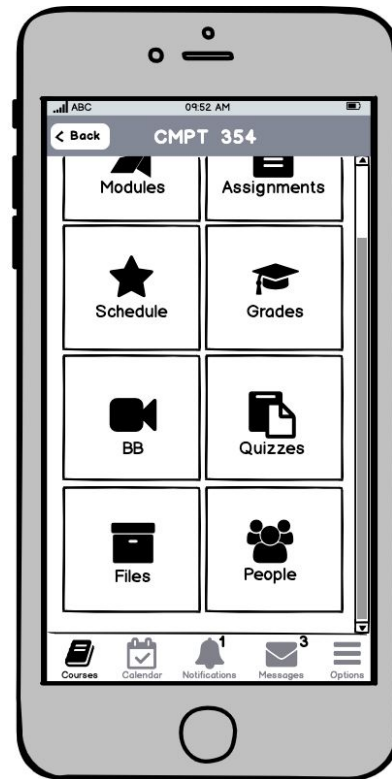 ABC 09:52 AM
< Back CMPT 354
Modules Assignments
Schedule Grades
BB Quizzes
Files People
1 3
Courses Calendar Notifications Messages Options